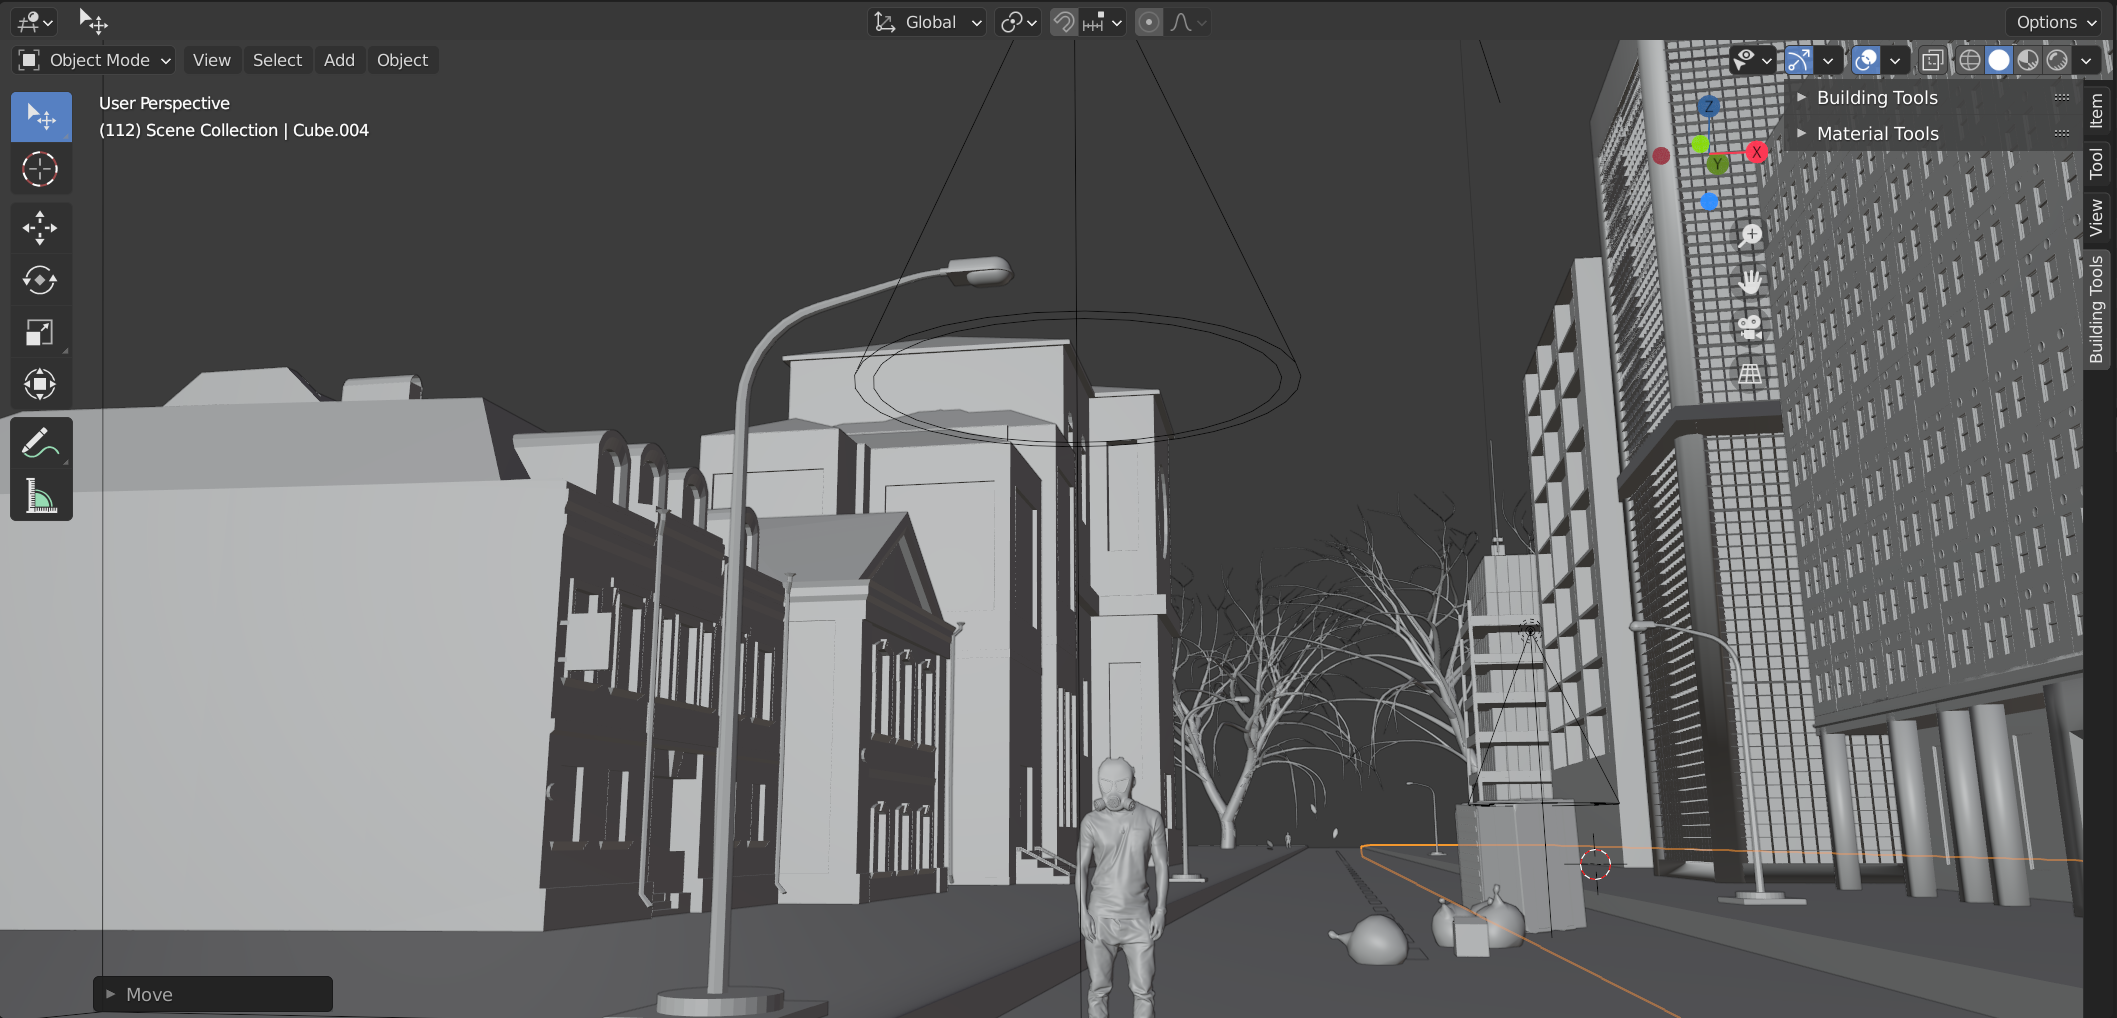 Global
Options
Object Mode
View
Select
Add
Object
User Perspective
(112) Scene Collection | Cube.004
Building Tools
Material Tools
Z
X
Y
Item
Tool
View
Building Tools
Move